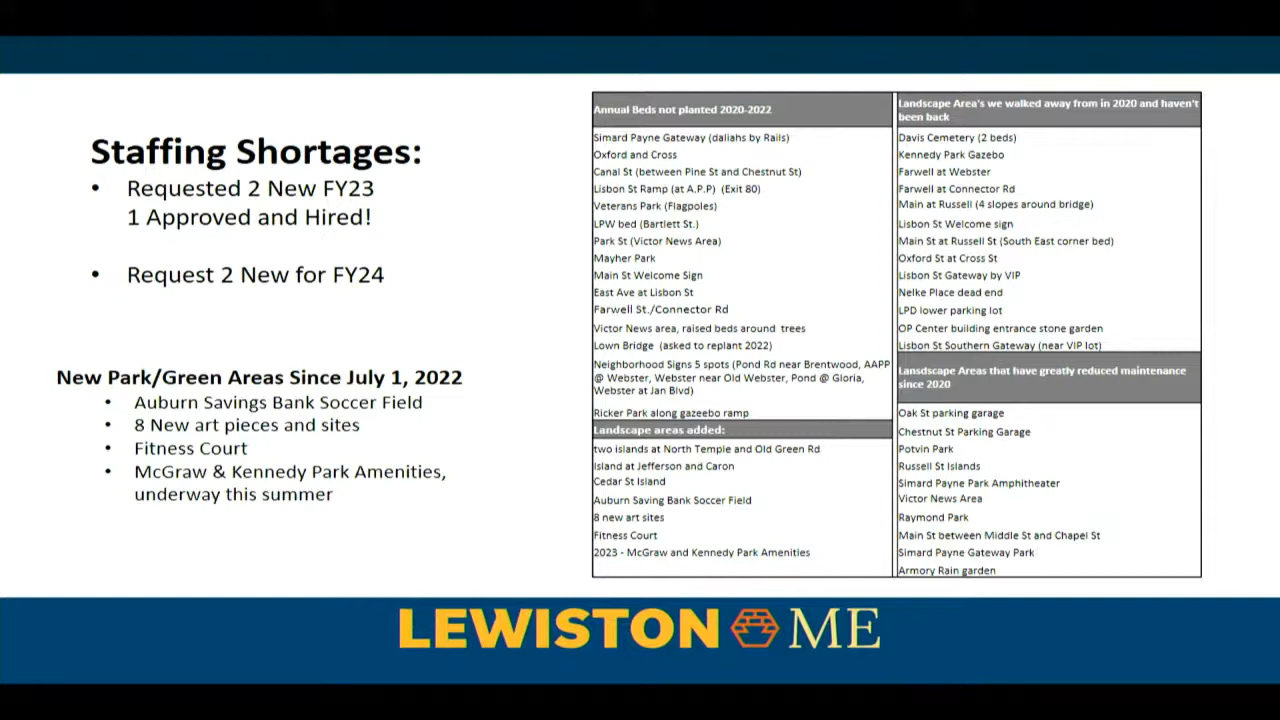 Staffing Shortages:
• Requested 2 New FY23
1 Approved and Hired!
• Request 2 New for FY24
New Park/Green Areas Since July 1, 2022
• Auburn Savings Bank Soccer Field
• 8 New art pieces and sites
• Fitness Court
• McGraw & Kennedy Park Amenities,
underway this summer
Annual Beds not planted 2020-2022
Simard Payne Gateway (daliahs by Rails)
Oxford and Cross
Canal St (between Pine St and Chestnut St)
Lisbon St Ramp (at A.P.P) (Exit 80)
Veterans Park (Flagpoles)
LPW bed (Bartlett St.)
Park St (Victor News Area)
Mayher Park
Main St Welcome Sign
East Ave at Lisbon St
Farwell St./Connector Rd
Victor News area, raised beds around trees
Lown Bridge (asked to replant 2022)
Neighborhood Signs 5 spots (Pond Rd near Brentwood, AAPP
@ Webster, Webster near Old Webster, Pond @ Gloria,
Webster at Jan Blvd)
Ricker Park along gazeebo ramp
Landscape areas added:
two islands at North Temple and Old Green Rd
Island at Jefferson and Caron
Cedar St Island
Auburn Saving Bank Soccer Field
8 new art sites
Fitness Court
2023 - McGraw and Kennedy Park Amenities
Landscape Area's we walked away from in 2020 and haven't
been back
Davis Cemetery (2 beds)
Kennedy Park Gazebo
Farwell at Webster
Farwell at Connector Rd
Main at Russell (4 slopes around bridge)
Lisbon St Welcome sign
Main St at Russell St (South East corner bed)
Oxford St at Cross St
Lisbon St Gateway by VIP
Nelke Place dead end
LPD lower parking lot
OP Center building entrance stone garden
Lisbon St Southern Gateway (near VIP lot)
Lansdscape Areas that have greatly reduced maintenance
since 2020
Oak St parking garage
Chestnut St Parking Garage
Potvin Park
Russell St Islands
Simard Payne Park Amphitheater
Victor News Area
Raymond Park
Main St between Middle St and Chapel St
Simard Payne Gateway Park
Armory Rain garden
LEWISTON ME